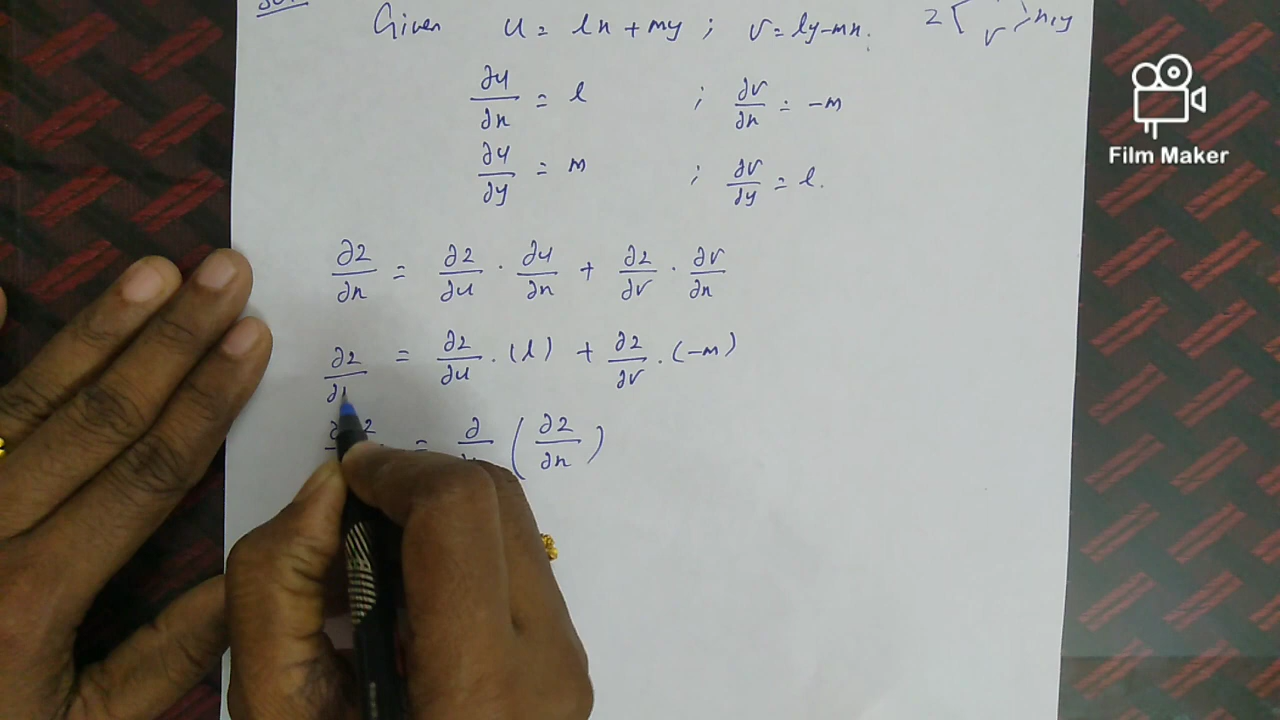 Given u = lx + my ; v = ly - mx. z < v > x, y
∂u/∂x = l ; ∂v/∂x = -m
∂u/∂y = m ; ∂v/∂y = l.
∂z/∂x = ∂z/∂u · ∂u/∂x + ∂z/∂v · ∂v/∂x
= ∂z/∂u · (l) + ∂z/∂v · (-m)
= ∂ ( ∂z/∂x )
Film Maker